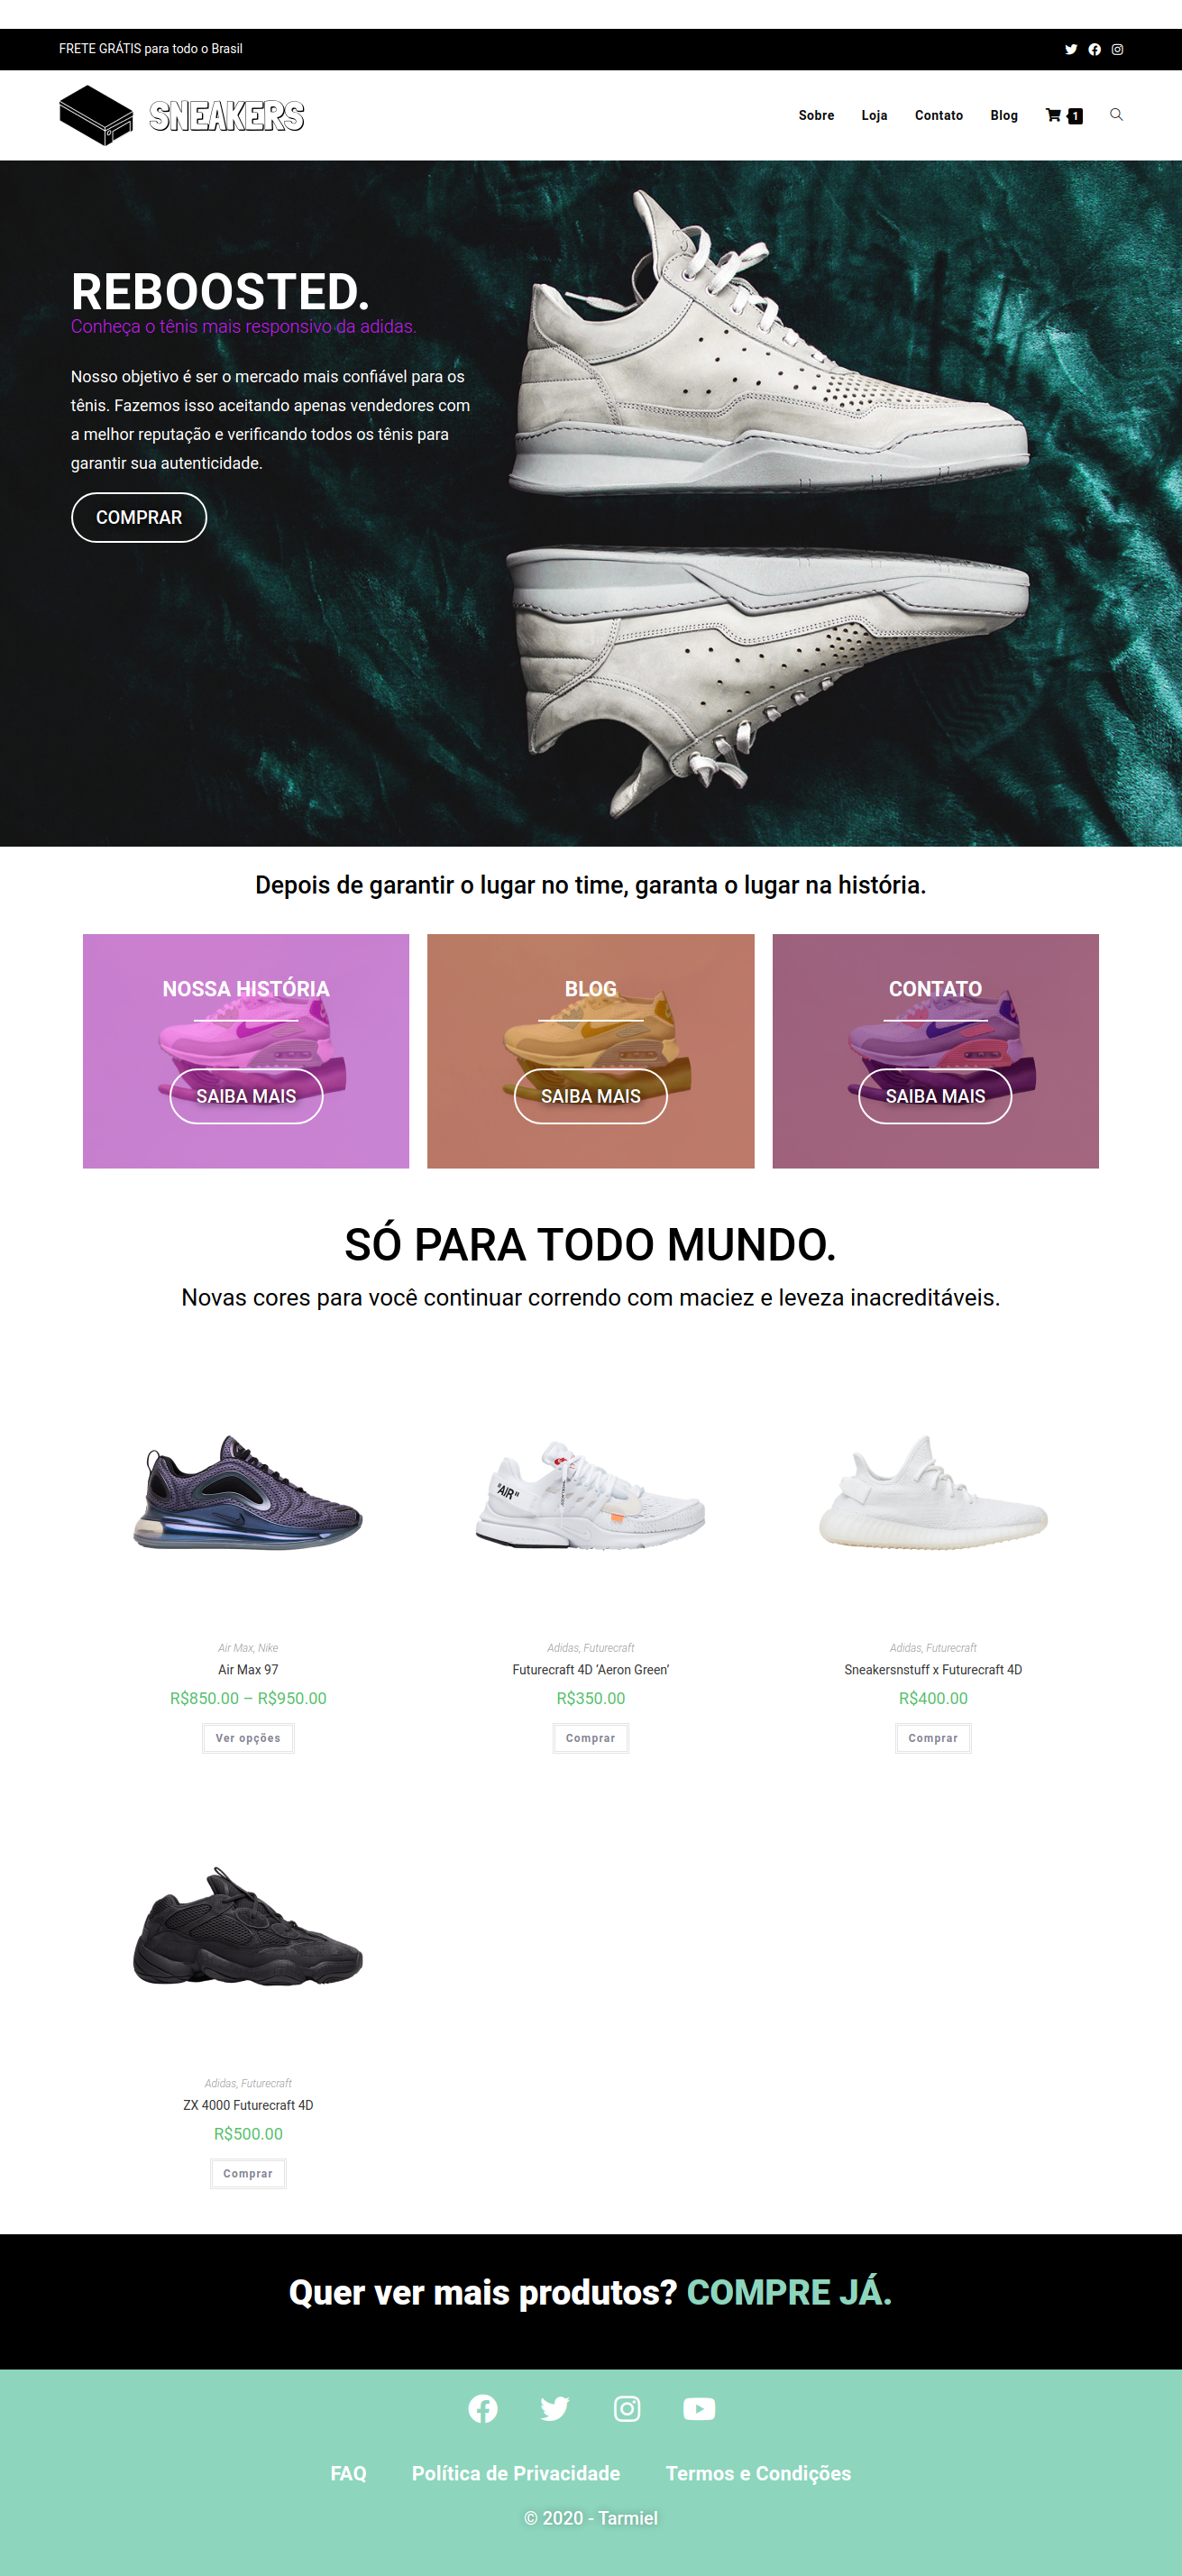 FRETE GRÁTIS para todo o Brasil
SNEAKERS
Sobre Loja Contato Blog 1
REBOOSTED.
Conheça o tênis mais responsivo da adidas.
Nosso objetivo é ser o mercado mais confiável para os
tênis. Fazemos isso aceitando apenas vendedores com
a melhor reputação e verificando todos os tênis para
garantir sua autenticidade.
COMPRAR
Depois de garantir o lugar no time, garanta o lugar na história.
NOSSA HISTÓRIA
SAIBA MAIS
BLOG
SAIBA MAIS
CONTATO
SAIBA MAIS
SÓ PARA TODO MUNDO.
Novas cores para você continuar correndo com maciez e leveza inacreditáveis.
"AIR"
Air Max, Nike
Air Max 97
R$850.00 – R$950.00
Ver opções
Adidas, Futurecraft
Futurecraft 4D ‘Aeron Green’
R$350.00
Comprar
Adidas, Futurecraft
Sneakersnstuff x Futurecraft 4D
R$400.00
Comprar
Adidas, Futurecraft
ZX 4000 Futurecraft 4D
R$500.00
Comprar
Quer ver mais produtos? COMPRE JÁ.
FAQ Política de Privacidade Termos e Condições
© 2020 - Tarmiel